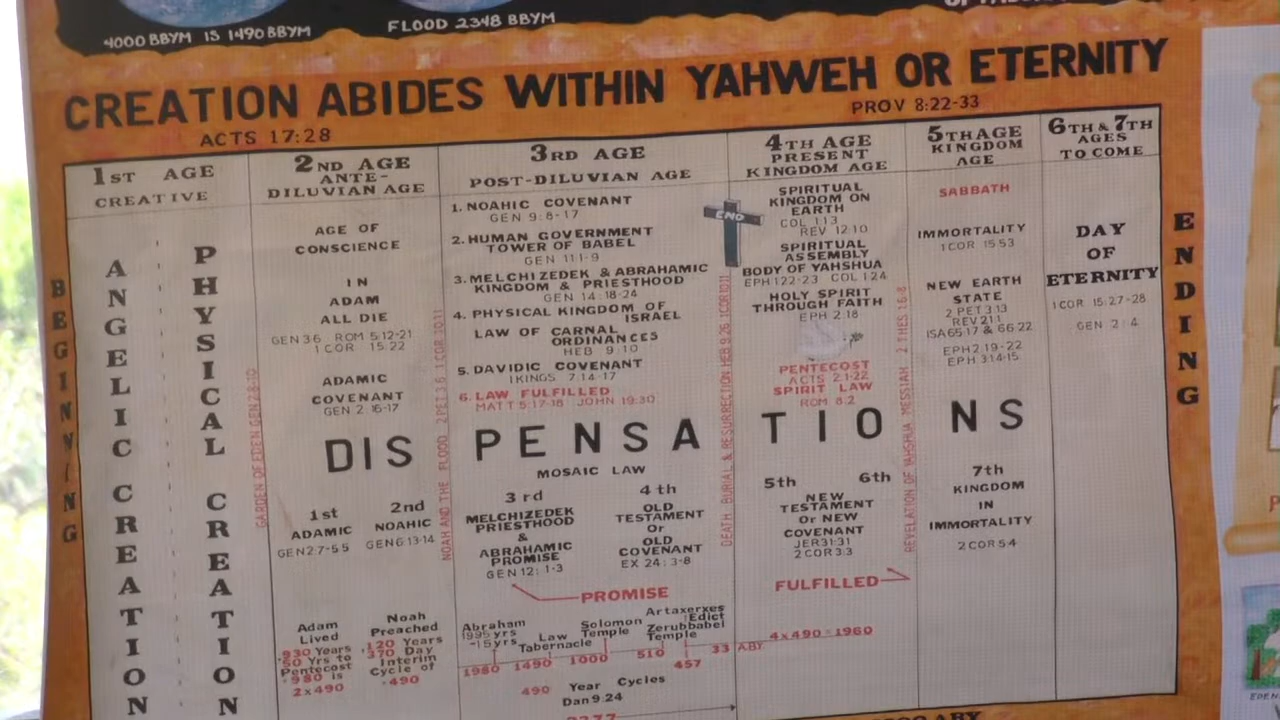 4000 BBYM IS 1490 BBYM
FLOOD 2348 BBYM
CREATION ABIDES WITHIN YAHWEH OR ETERNITY
ACTS 17:28
PROV 8:22-33
BEGINNING
1ST AGE
CREATIVE
ANGELIC CREATION
PHYSICAL CREATION
GARDEN OF EDEN GEN 2:8-10
2ND AGE
ANTE-
DILUVIAN AGE
AGE OF
CONSCIENCE
IN
ADAM
ALL DIE
GEN 3:6 ROM 5:12-21
1 COR 15:22
ADAMIC
COVENANT
GEN 2:16-17
NOAH AND THE FLOOD 2 PET 3:6 1 COR 10:11
3RD AGE
POST-DILUVIAN AGE
1. NOAHIC COVENANT
GEN 9:8-17
2. HUMAN GOVERNMENT
TOWER OF BABEL
GEN 11:1-9
3. MELCHIZEDEK & ABRAHAMIC
KINGDOM & PRIESTHOOD
GEN 14:18-24
4. PHYSICAL KINGDOM OF
ISRAEL
LAW OF CARNAL
ORDINANCES
HEB 9:10
5. DAVIDIC COVENANT
1 KINGS 7:14-17
6. LAW FULFILLED
MATT 5:17-18 JOHN 19:30
END
DEATH, BURIAL & RESURRECTION HEB 9:26 1 COR 10:11
4TH AGE
PRESENT
KINGDOM AGE
SPIRITUAL
KINGDOM ON
EARTH
COL 1:13
REV 12:10
SPIRITUAL
ASSEMBLY
BODY OF YAHSHUA
EPH 1:22-23 COL 1:24
HOLY SPIRIT
THROUGH FAITH
EPH 2:18
PENTECOST
ACTS 2:1-22
SPIRIT LAW
ROM 8:2
REVELATION OF YAHSHUA MESSIAH 2 THES 1:6-8
5TH AGE
KINGDOM
AGE
SABBATH
IMMORTALITY
1 COR 15:53
NEW EARTH
STATE
2 PET 3:13
REV 21:1
ISA 65:17 & 66:22
EPH 2:19-22
EPH 3:14-15
6TH & 7TH
AGES
TO COME
DAY
OF
ETERNITY
1 COR 15:27-28
GEN 2:4
ENDING
DISPENSATIONS
1st
ADAMIC
GEN 2:7-5:5
2nd
NOAHIC
GEN 6:13-14
MOSAIC LAW
3rd
MELCHIZEDEK
PRIESTHOOD
&
ABRAHAMIC
PROMISE
GEN 12:1-3
4th
OLD
TESTAMENT
Or
OLD
COVENANT
EX 24:3-8
5th 6th
NEW
TESTAMENT
Or NEW
COVENANT
JER 31:31
2 COR 3:3
7th
KINGDOM
IN
IMMORTALITY
2 COR 5:4
PROMISE
FULFILLED
Adam
Lived
930 Years
50 Yrs to
Pentecost
980 is
2x490
Noah
Preached
120 Years
370 Day
Interim
Cycle of
490
Abraham
1995 yrs
-15 yrs
Law
Tabernacle
Solomon
Temple
Artaxerxes
Edict
Zerubbabel
Temple
1980 1490 1000 510 457 33 ABY
4x490=1960
490 Year Cycles
Dan 9:24